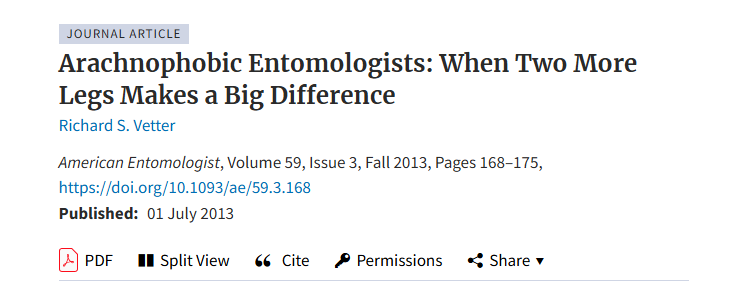 JOURNAL ARTICLE
Arachnophobic Entomologists: When Two More
Legs Makes a Big Difference
Richard S. Vetter
American Entomologist, Volume 59, Issue 3, Fall 2013, Pages 168–175,
https://doi.org/10.1093/ae/59.3.168
Published: 01 July 2013
PDF Split View Cite Permissions Share